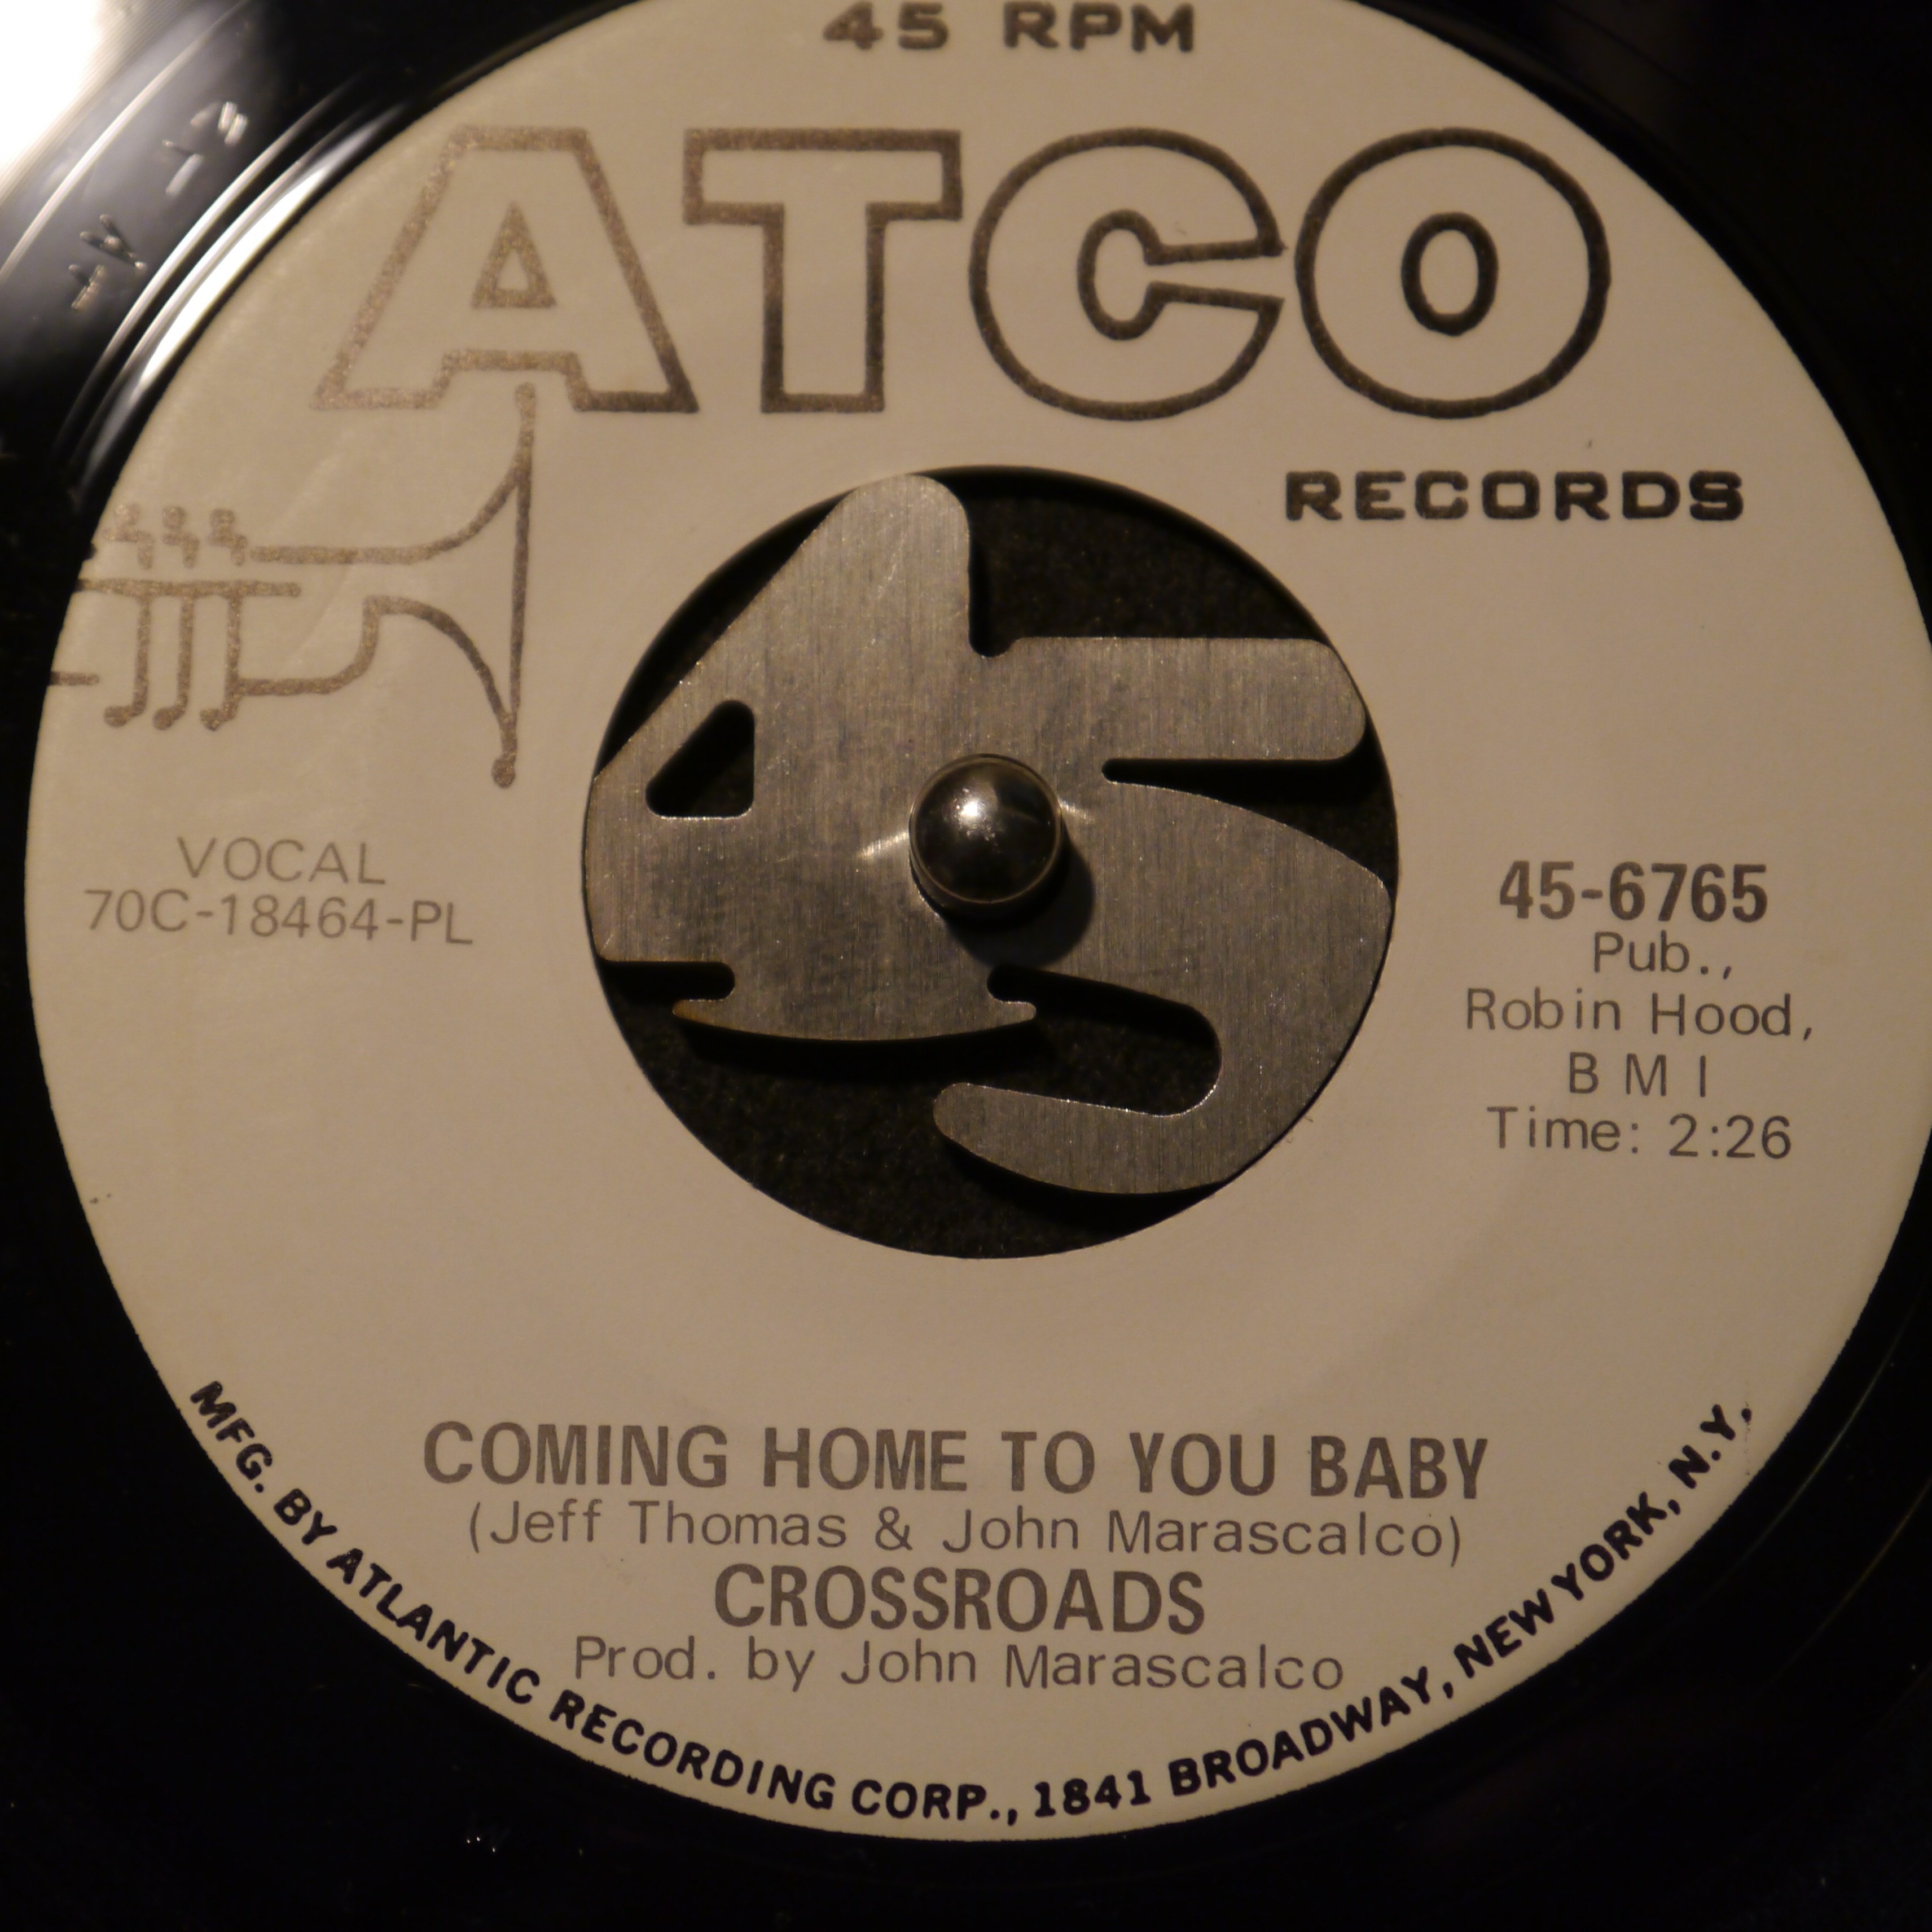 45 RPM
ATCO
RECORDS
VOCAL
70C-18464-PL
45
45-6765
Pub.,
Robin Hood,
B M I
Time: 2:26
COMING HOME TO YOU BABY
(Jeff Thomas & John Marascalco)
CROSSROADS
Prod. by John Marascalco
MFG. BY ATLANTIC RECORDING CORP., 1841 BROADWAY, NEW YORK, N.Y.